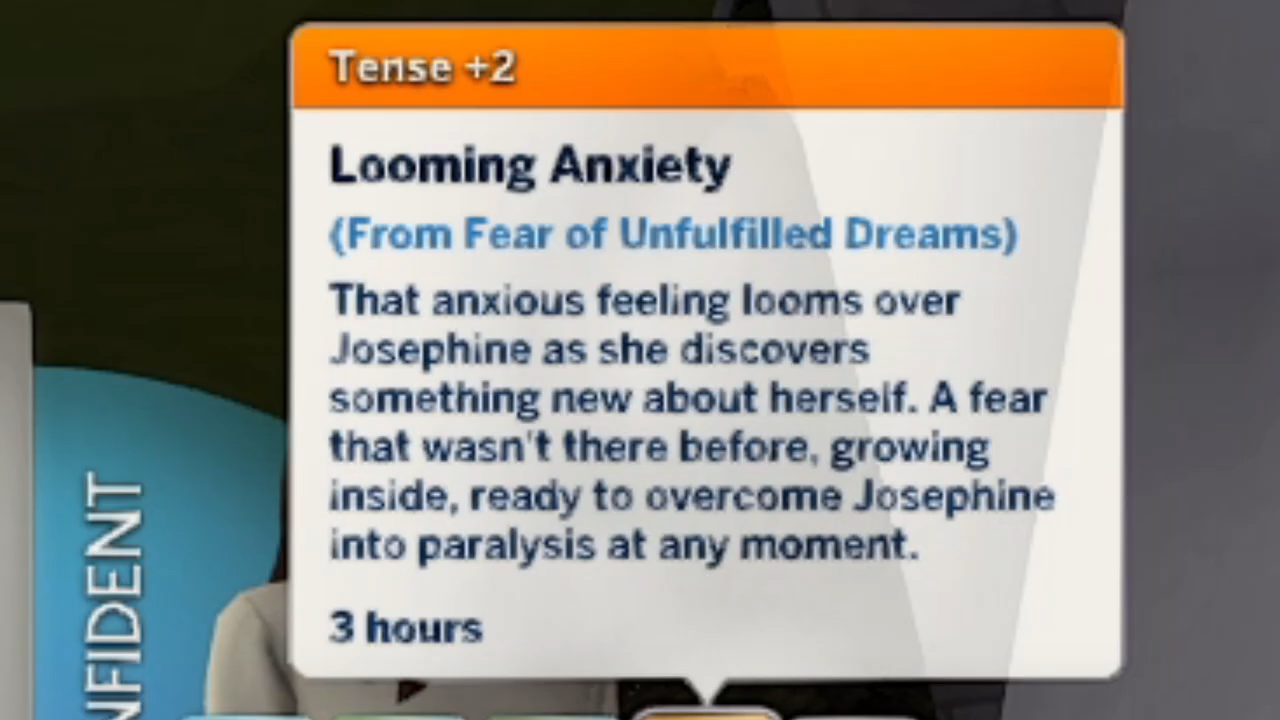 Tense +2
Looming Anxiety
(From Fear of Unfulfilled Dreams)
That anxious feeling looms over
Josephine as she discovers
something new about herself. A fear
that wasn't there before, growing
inside, ready to overcome Josephine
into paralysis at any moment.
3 hours
NFIDENT